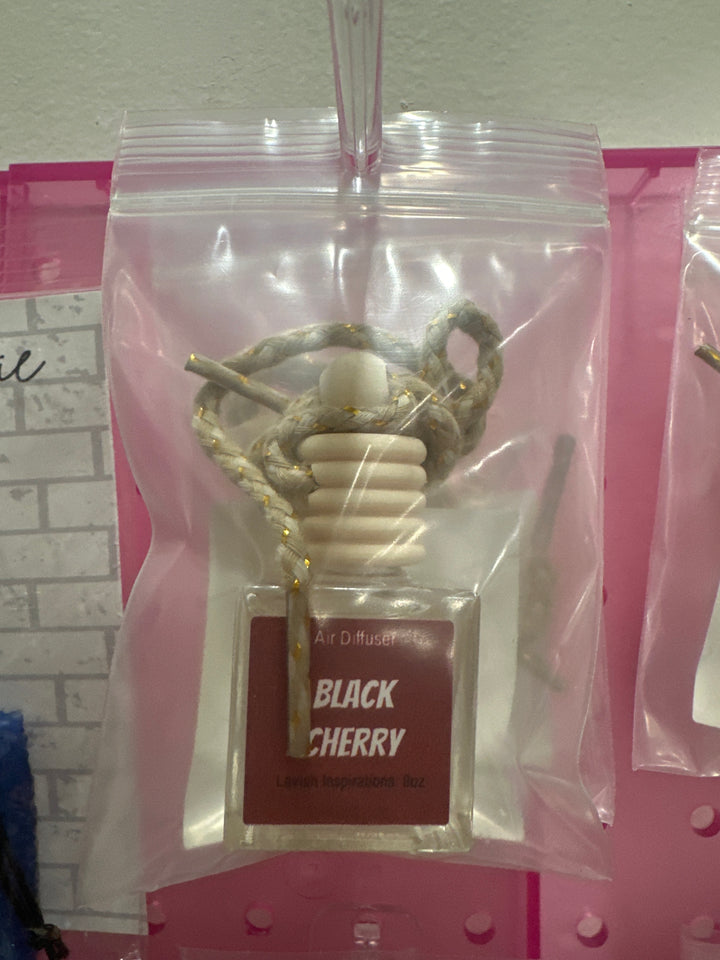 Air Diffuser
BLACK
CHERRY
Lavish Inspirations 8oz